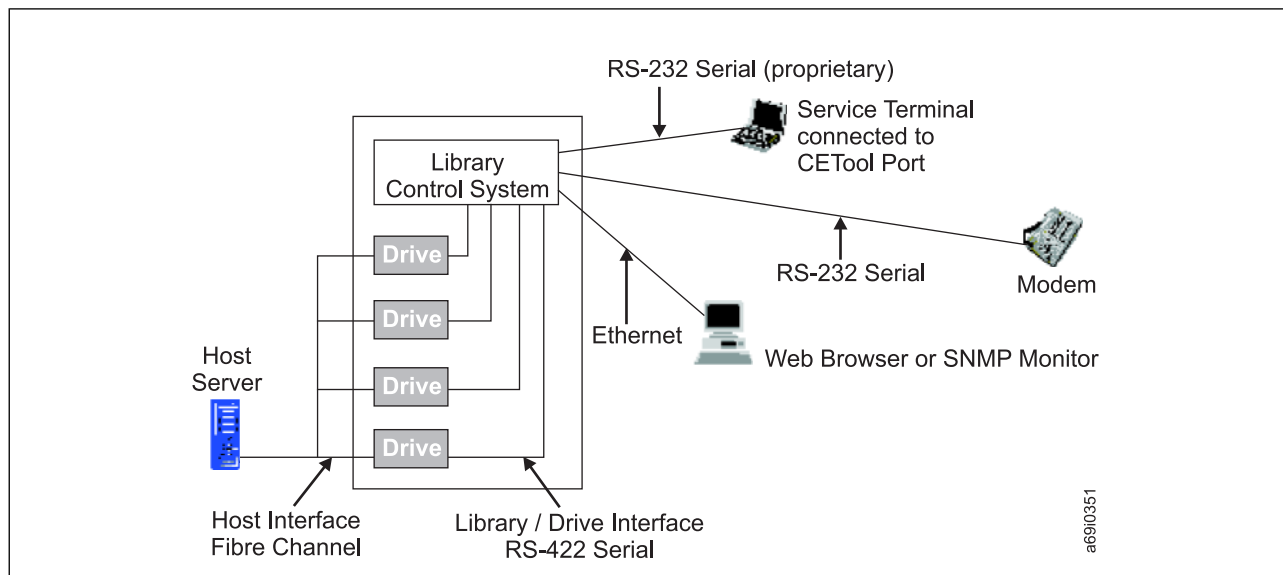 RS-232 Serial (proprietary)
Service Terminal
connected to
CETool Port
Library
Control System
Drive
Drive
Drive
Drive
RS-232 Serial
Modem
Ethernet
Web Browser or SNMP Monitor
Host
Server
Host Interface
Fibre Channel
Library / Drive Interface
RS-422 Serial
a69i0351